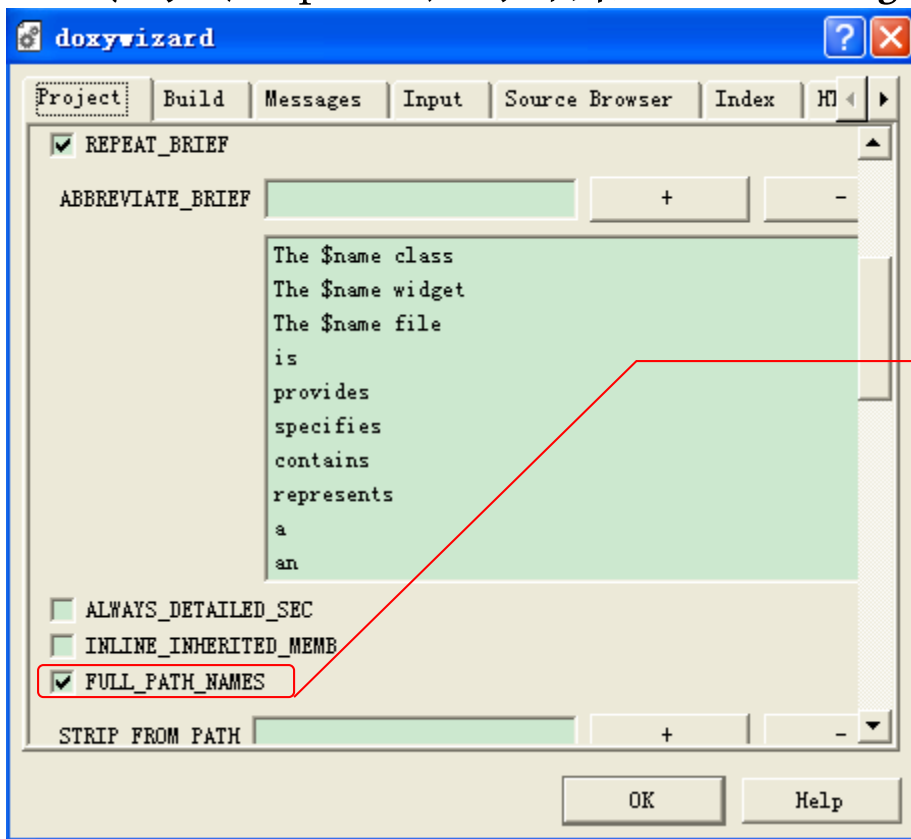 doxywizard
Project Build Messages Input Source Browser Index
REPEAT_BRIEF
ABBREVIATE_BRIEF + -
The $name class
The $name widget
The $name file
is
provides
specifies
contains
represents
a
an
ALWAYS_DETAILED_SEC
INLINE_INHERITED_MEMB
FULL_PATH_NAMES
STRIP FROM PATH + -
OK Help